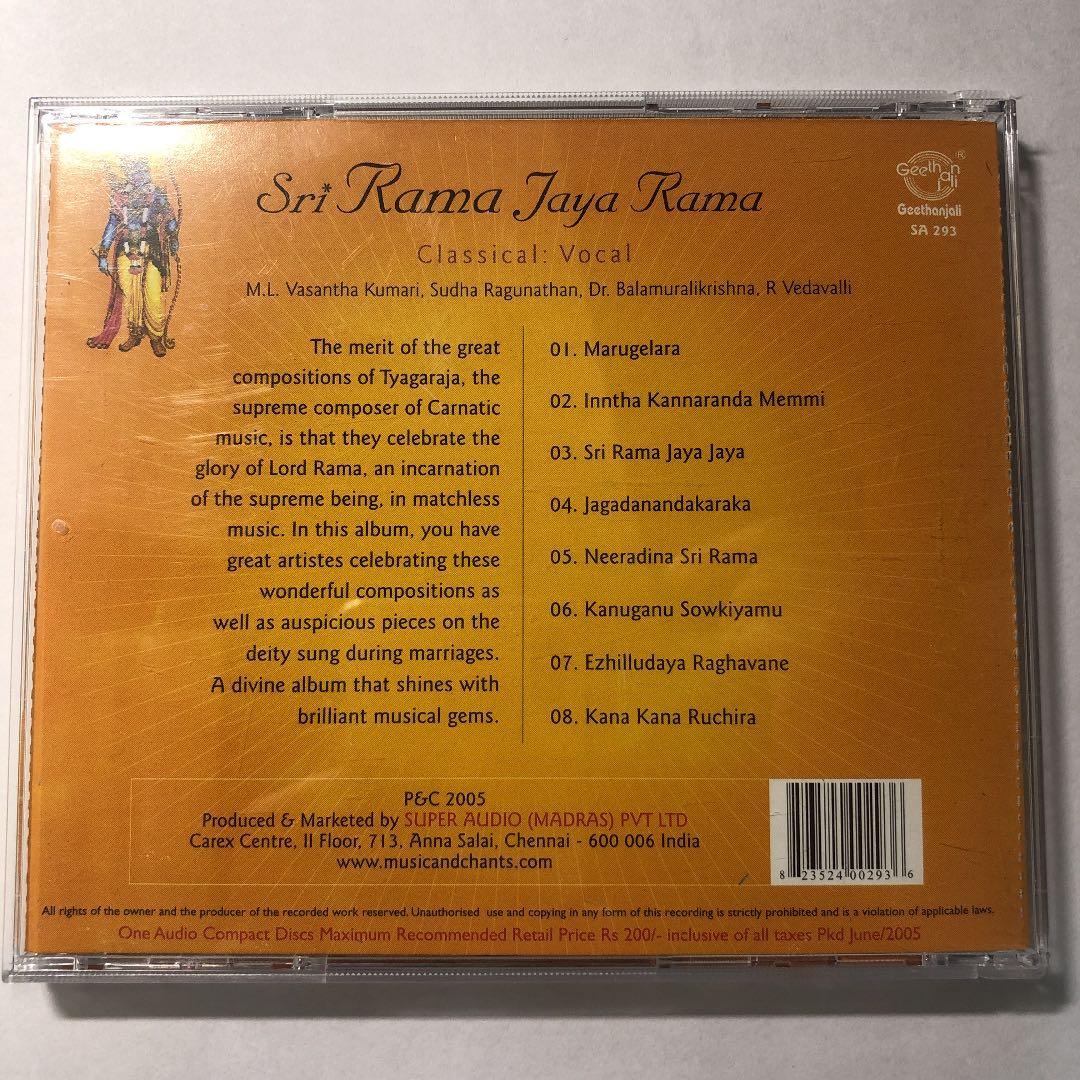 Sri Rama Jaya Rama
Geethanjali
®
Geethanjali
SA 293
Classical: Vocal
M.L. Vasantha Kumari, Sudha Ragunathan, Dr. Balamuralikrishna, R Vedavalli
The merit of the great
compositions of Tyagaraja, the
supreme composer of Carnatic
music, is that they celebrate the
glory of Lord Rama, an incarnation
of the supreme being, in matchless
music. In this album, you have
great artistes celebrating these
wonderful compositions as
well as auspicious pieces on the
deity sung during marriages.
A divine album that shines with
brilliant musical gems.
01. Marugelara
02. Inntha Kannaranda Memmi
03. Sri Rama Jaya Jaya
04. Jagadanandakaraka
05. Neeradina Sri Rama
06. Kanuganu Sowkiyamu
07. Ezhilludaya Raghavane
08. Kana Kana Ruchira
P&C 2005
Produced & Marketed by SUPER AUDIO (MADRAS) PVT LTD
Carex Centre, II Floor, 713, Anna Salai, Chennai - 600 006 India
www.musicandchants.com
8 23524 00293 6
All rights of the owner and the producer of the recorded work reserved. Unauthorised use and copying in any form of this recording is strictly prohibited and is a violation of applicable laws.
One Audio Compact Discs Maximum Recommended Retail Price Rs 200/- inclusive of all taxes Pkd June/2005